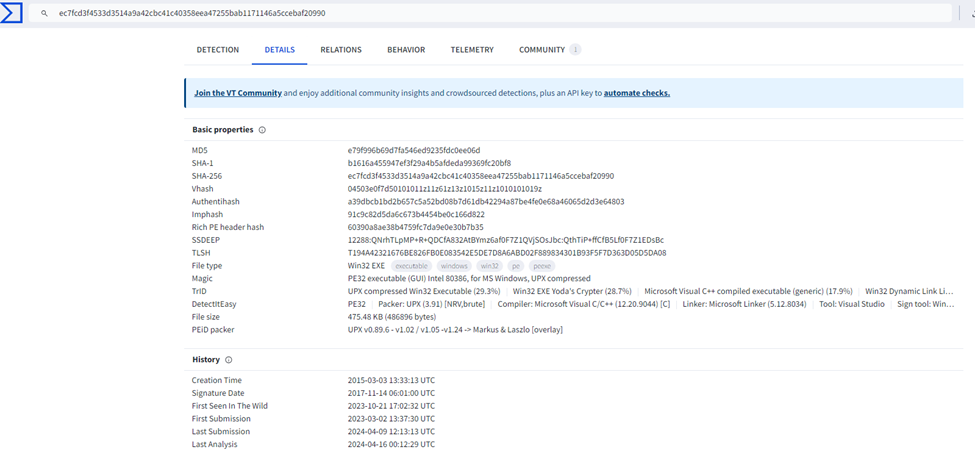 ec7fcd3f4533d3514a9a42cbc41c40358eea47255bab1171146a5ccebaf20990
DETECTION DETAILS RELATIONS BEHAVIOR TELEMETRY COMMUNITY 1
Join the VT Community and enjoy additional community insights and crowdsourced detections, plus an API key to automate checks.
Basic properties
MD5 e79f996b69d7fa546ed9235fdc0ee06d
SHA-1 b1616a455947ef3f29a4b5afdeda99369fc20bf8
SHA-256 ec7fcd3f4533d3514a9a42cbc41c40358eea47255bab1171146a5ccebaf20990
Vhash 04503e0f7d50101011z11z61z13z1015z11z1010101019z
Authentihash a39dbcb1bd2b657c5a52bd08b7d61db42294a87be4fe0e68a46065d2d3e64803
Imphash 91c9c82d5da6c673b4454be0c166d822
Rich PE header hash 60390a8ae38b4759fc7da9e0e30b7b35
SSDEEP 12288:QNrhTLpMP+R+QDCfA832AtBYmz6af0F7Z1QVjSOsJbc:QthTiP+ffCfB5Lf0F7Z1EDsBc
TLSH T194A42321676BE826FB0E083542E5DE7D8A6ABD02F889834301B93F5F7D363D05D5DA08
File type Win32 EXE executable windows win32 pe peexe
Magic PE32 executable (GUI) Intel 80386, for MS Windows, UPX compressed
TrID UPX compressed Win32 Executable (29.3%) Win32 EXE Yoda's Crypter (28.7%) Microsoft Visual C++ compiled executable (generic) (17.9%) Win32 Dynamic Link Li...
DetectItEasy PE32 Packer: UPX (3.91) [NRV,brute] Compiler: Microsoft Visual C/C++ (12.20.9044) [C] Linker: Microsoft Linker (5.12.8034) Tool: Visual Studio Sign tool: Win...
File size 475.48 KB (486896 bytes)
PEiD packer UPX v0.89.6 - v1.02 / v1.05 -v1.24 -> Markus & Laszlo [overlay]
History
Creation Time 2015-03-03 13:33:13 UTC
Signature Date 2017-11-14 06:01:00 UTC
First Seen In The Wild 2023-10-21 17:02:32 UTC
First Submission 2023-03-02 13:37:30 UTC
Last Submission 2024-04-09 12:13:13 UTC
Last Analysis 2024-04-16 00:12:29 UTC